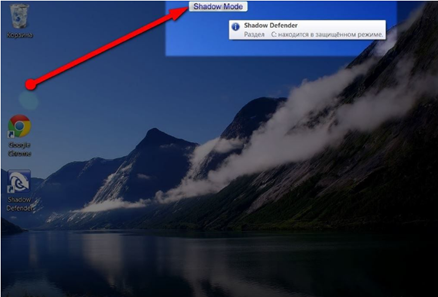 Shadow Mode
Shadow Defender
Раздел C: находится в защищённом режиме.
Корзина
Google
Chrome
Shadow
Defender